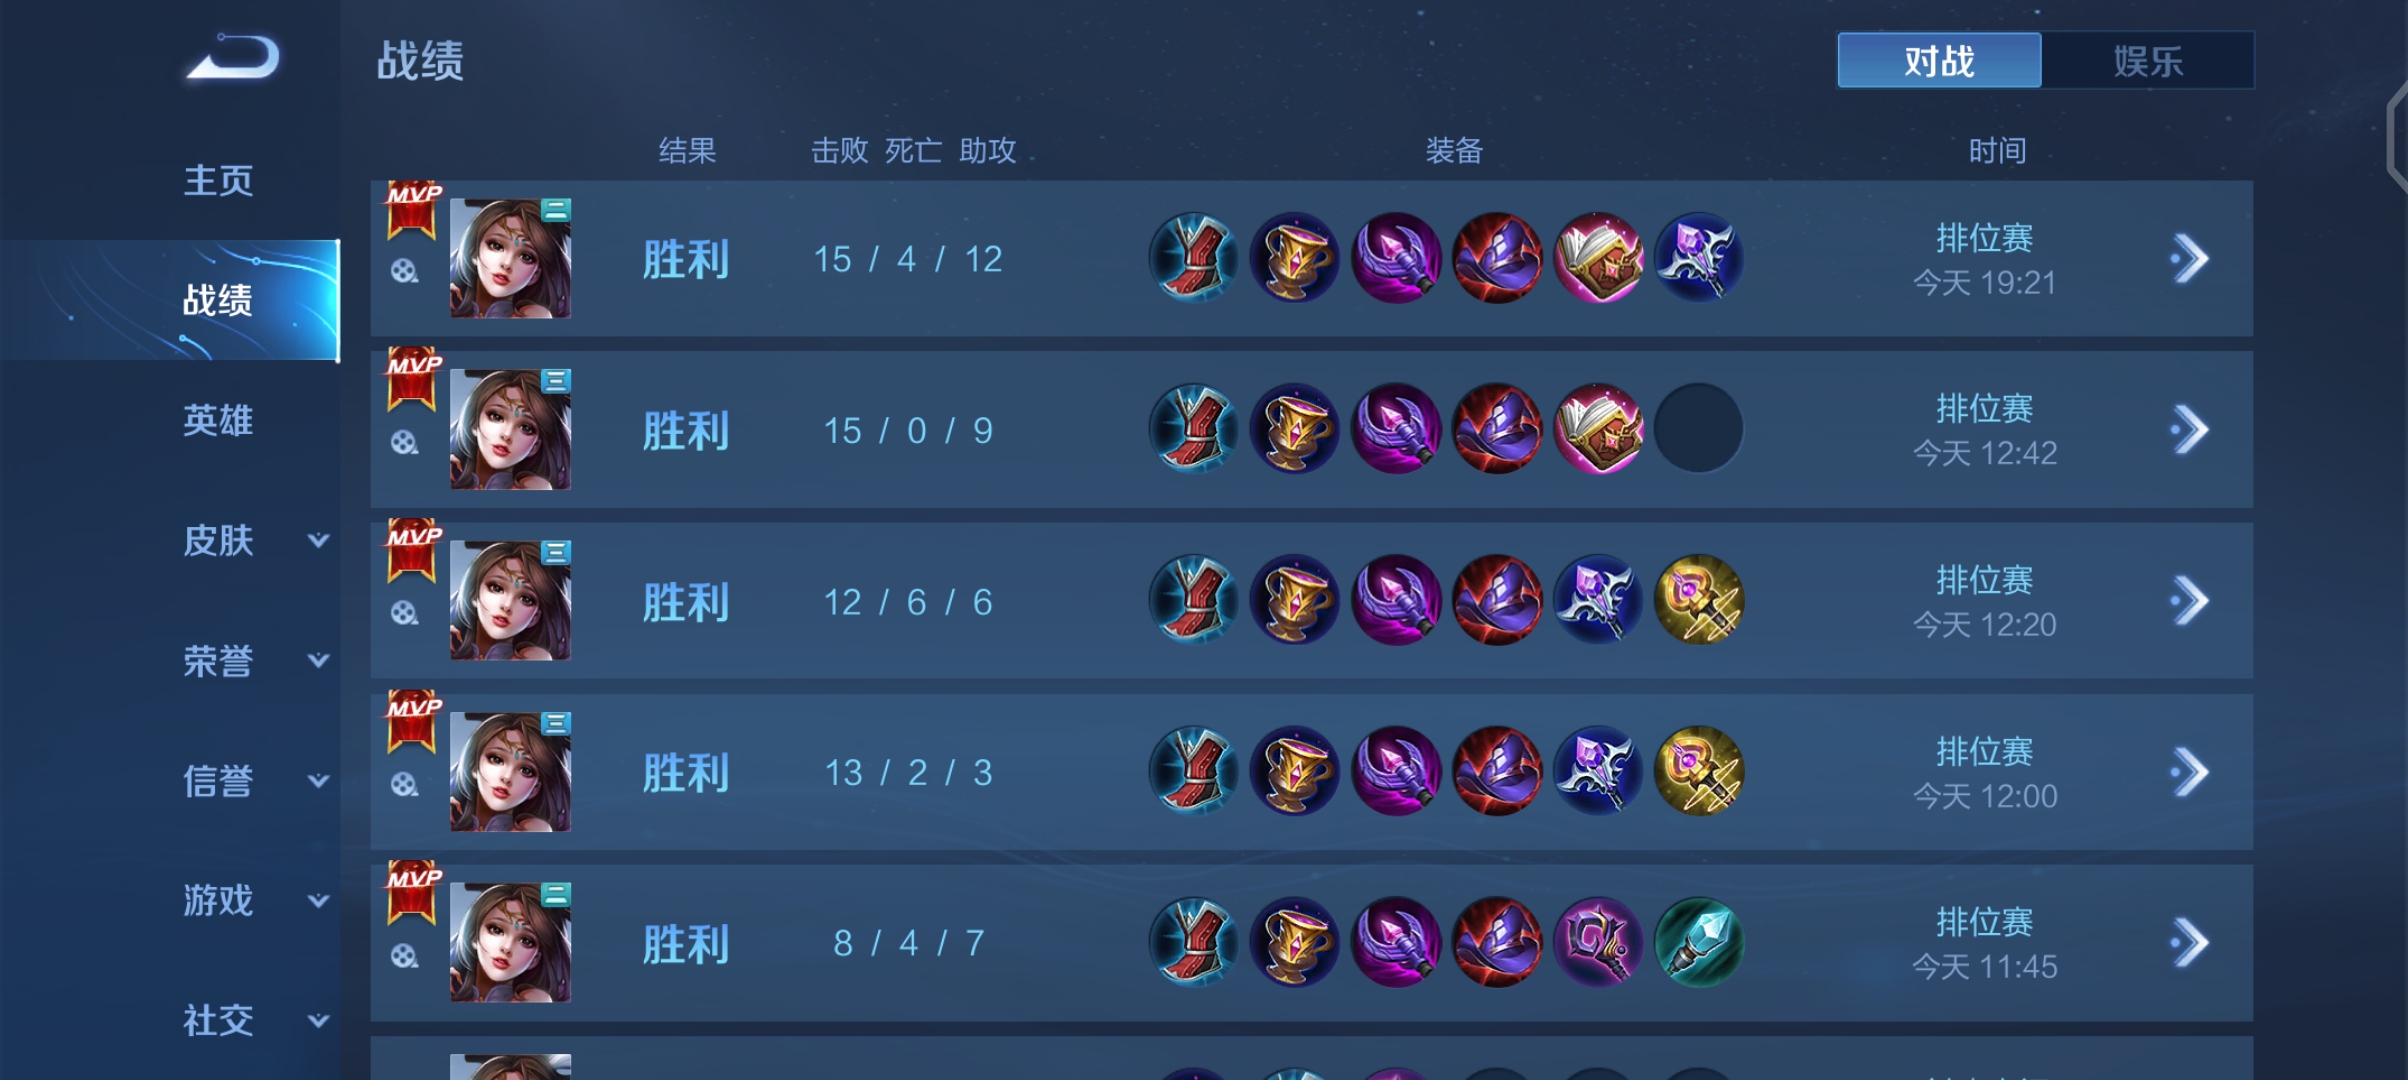 战绩
对战 娱乐
结果 击败 死亡 助攻 装备 时间
主页
战绩
英雄
皮肤
荣誉
信誉
游戏
社交
MVP 二 胜利 15 / 4 / 12 排位赛
今天 19:21
MVP 三 胜利 15 / 0 / 9 排位赛
今天 12:42
MVP 三 胜利 12 / 6 / 6 排位赛
今天 12:20
MVP 三 胜利 13 / 2 / 3 排位赛
今天 12:00
MVP 二 胜利 8 / 4 / 7 排位赛
今天 11:45